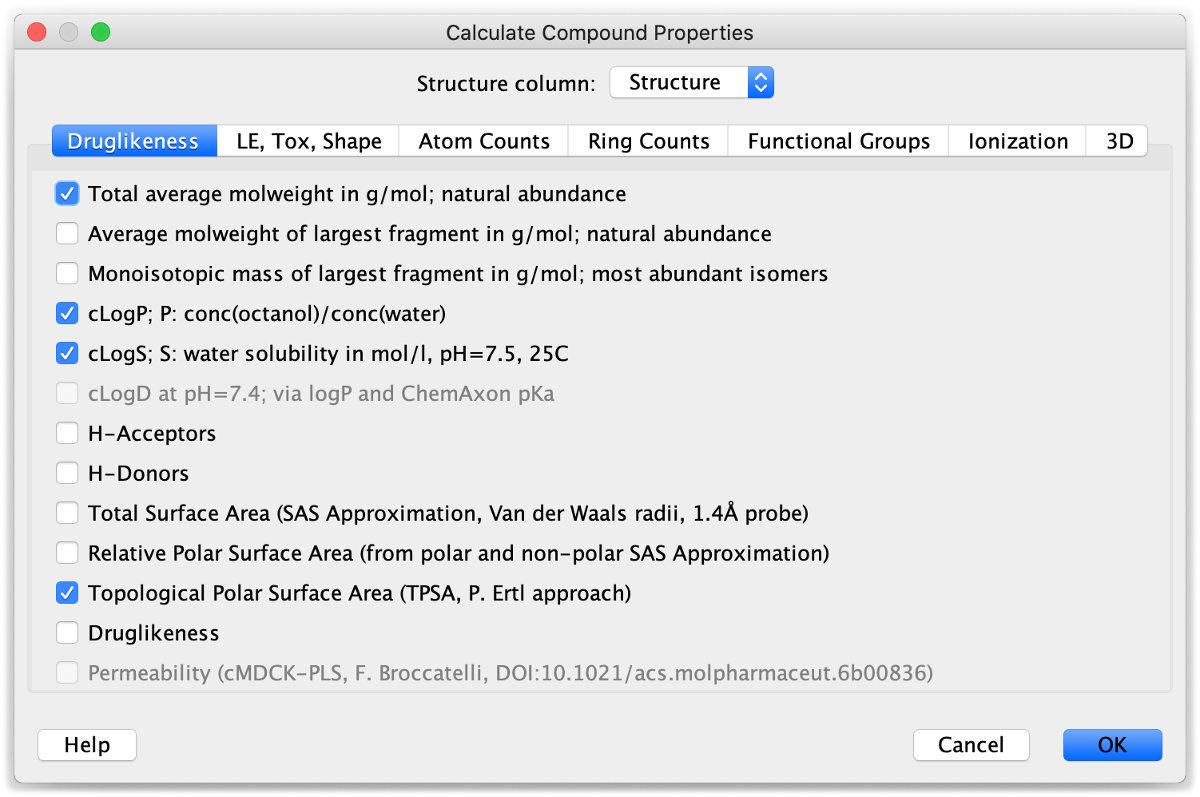 Calculate Compound Properties
Structure column: Structure
Druglikeness LE, Tox, Shape Atom Counts Ring Counts Functional Groups Ionization 3D
Total average molweight in g/mol; natural abundance
Average molweight of largest fragment in g/mol; natural abundance
Monoisotopic mass of largest fragment in g/mol; most abundant isomers
cLogP; P: conc(octanol)/conc(water)
cLogS; S: water solubility in mol/l, pH=7.5, 25C
cLogD at pH=7.4; via logP and ChemAxon pKa
H-Acceptors
H-Donors
Total Surface Area (SAS Approximation, Van der Waals radii, 1.4Å probe)
Relative Polar Surface Area (from polar and non-polar SAS Approximation)
Topological Polar Surface Area (TPSA, P. Ertl approach)
Druglikeness
Permeability (cMDCK-PLS, F. Broccatelli, DOI:10.1021/acs.molpharmaceut.6b00836)
Help Cancel OK